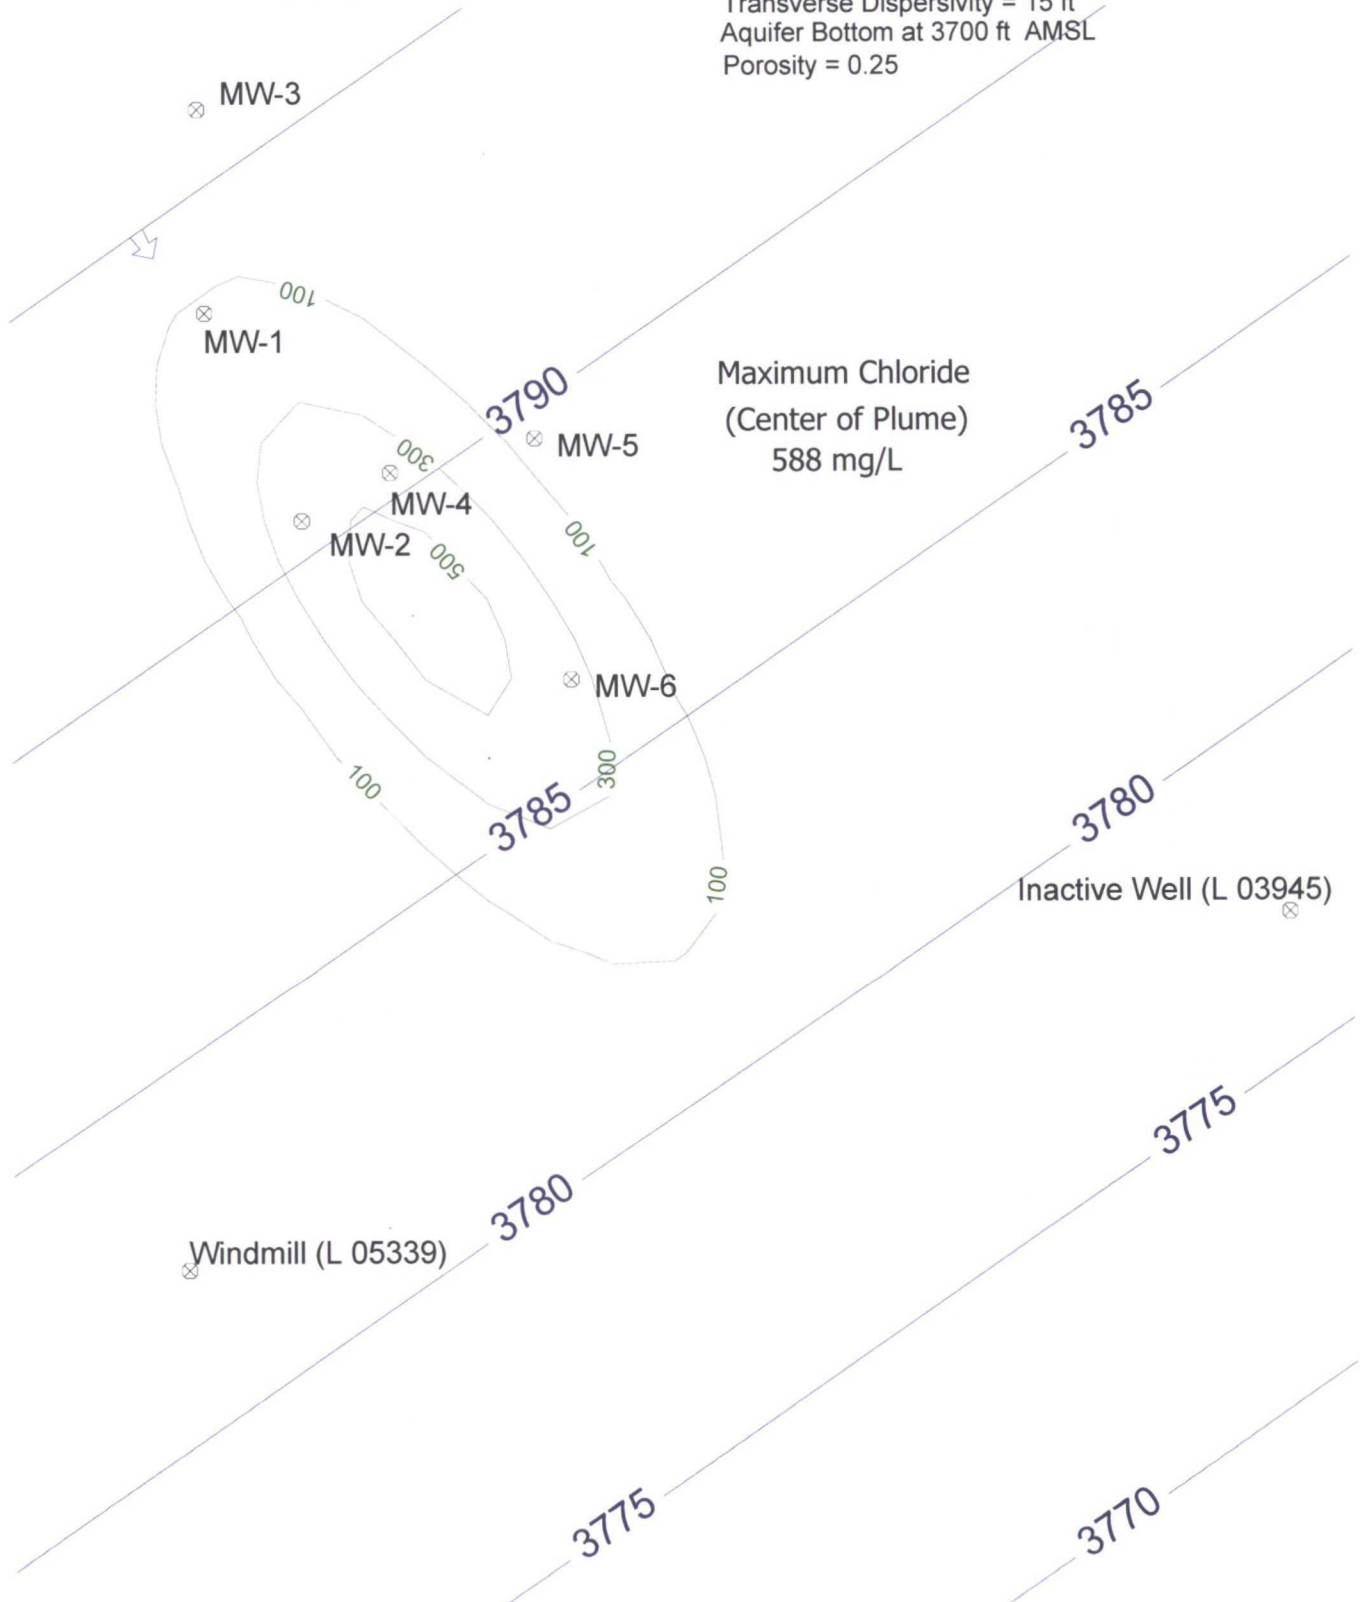 Transverse Dispersivity = 15 ft
Aquifer Bottom at 3700 ft AMSL
Porosity = 0.25
MW-3
100
MW-1
3790
Maximum Chloride
(Center of Plume)
588 mg/L
3785
MW-5
300
MW-4
MW-2
500
100
MW-6
300
100
3785
3780
100
Inactive Well (L 03945)
3775
3780
Windmill (L 05339)
3775
3770